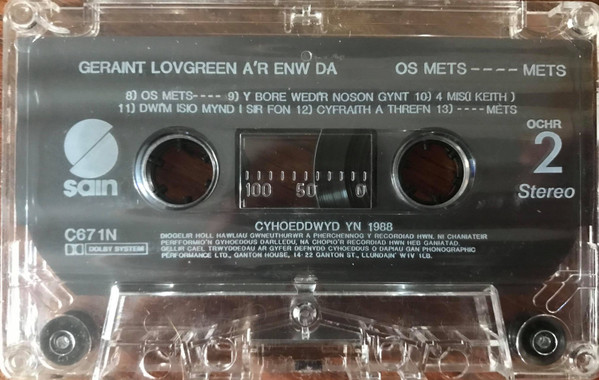 GERAINT LOVGREEN A'R ENW DA OS METS---- METS
8) OS METS---- 9) Y BORE WEDI'R NOSON GYNT 10) 4 MISŮ KEITH )
11) DWI'M ISIO MYND I SIR FON 12) CYFRAITH A THREFN 13) ----METS
sain
OCHR
2
Stereo
100 50 0
C671N
DOLBY SYSTEM
CYHOEDDWYD YN 1988
DIOGELIR HOLL HAWLIAU GWNEUTHURWR A PHERCHENNOG Y RECORDIAD HWN. NI CHANIATEIR
PERFFORMIO'N GYHOEDDUS DARLLEDU, NA CHOPIO'R RECORDIAD HWN HEB GANIATAD.
GELLIR CAEL TRWYDDEDAU AR GYFER DEFNYDD CYHOEDDUS O DAPAU GAN PHONOGRAPHIC
PERFORMANCE LTD., GANTON HOUSE, 14-22 GANTON ST., LLUNDAIN' W1V 1LB.